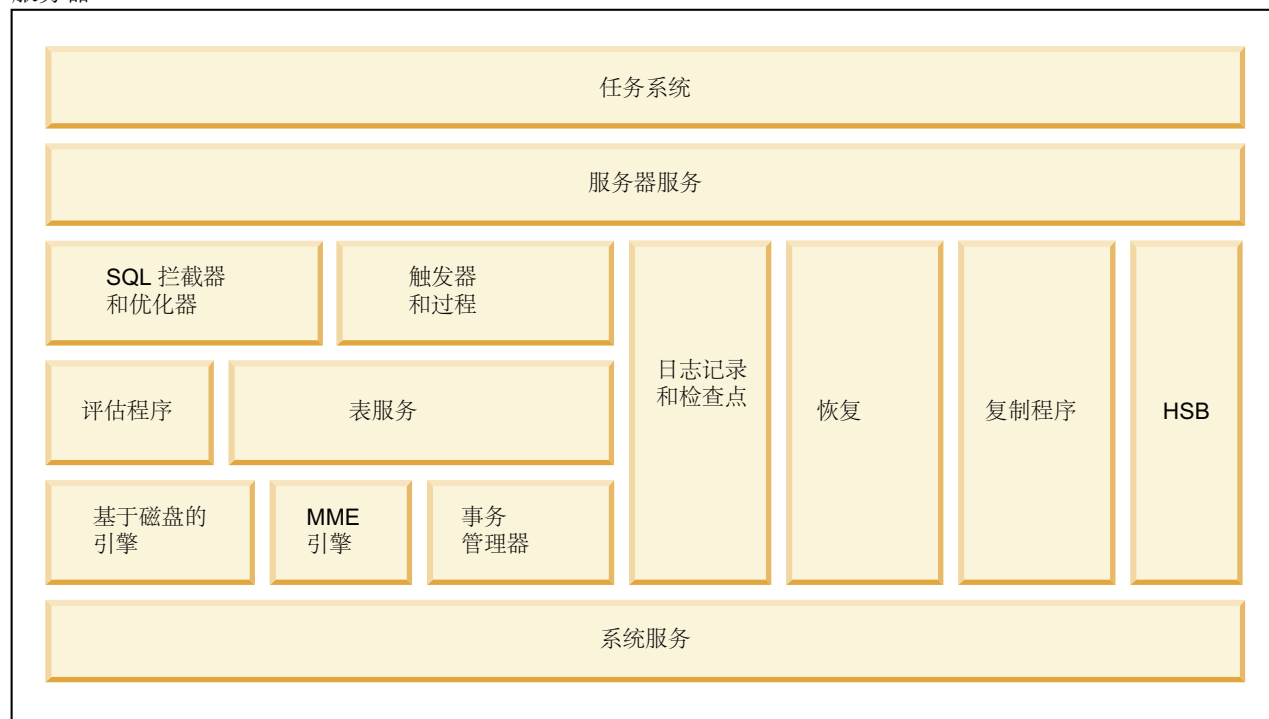 服务器
任务系统
服务器服务
SQL 拦截器
和优化器
触发器
和过程
日志记录
和检查点
恢复
复制程序
HSB
评估程序
表服务
基于磁盘的
引擎
MME
引擎
事务
管理器
系统服务